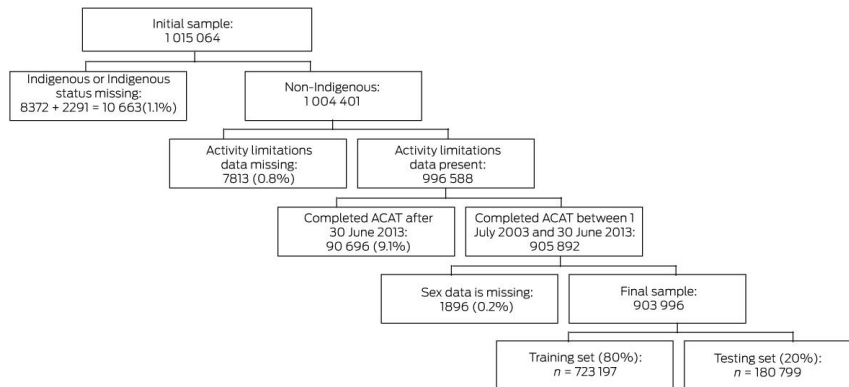 Initial sample:
1 015 064
Indigenous or Indigenous
status missing:
8372 + 2291 = 10 663(1.1%)
Non-Indigenous:
1 004 401
Activity limitations
data missing:
7813 (0.8%)
Activity limitations
data present:
996 588
Completed ACAT after
30 June 2013:
90 696 (9.1%)
Completed ACAT between 1
July 2003 and 30 June 2013:
905 892
Sex data is missing:
1896 (0.2%)
Final sample:
903 996
Training set (80%):
n = 723 197
Testing set (20%):
n = 180 799